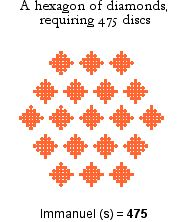 A hexagon of diamonds,
requiring 475 discs
Immanuel (s) = 475